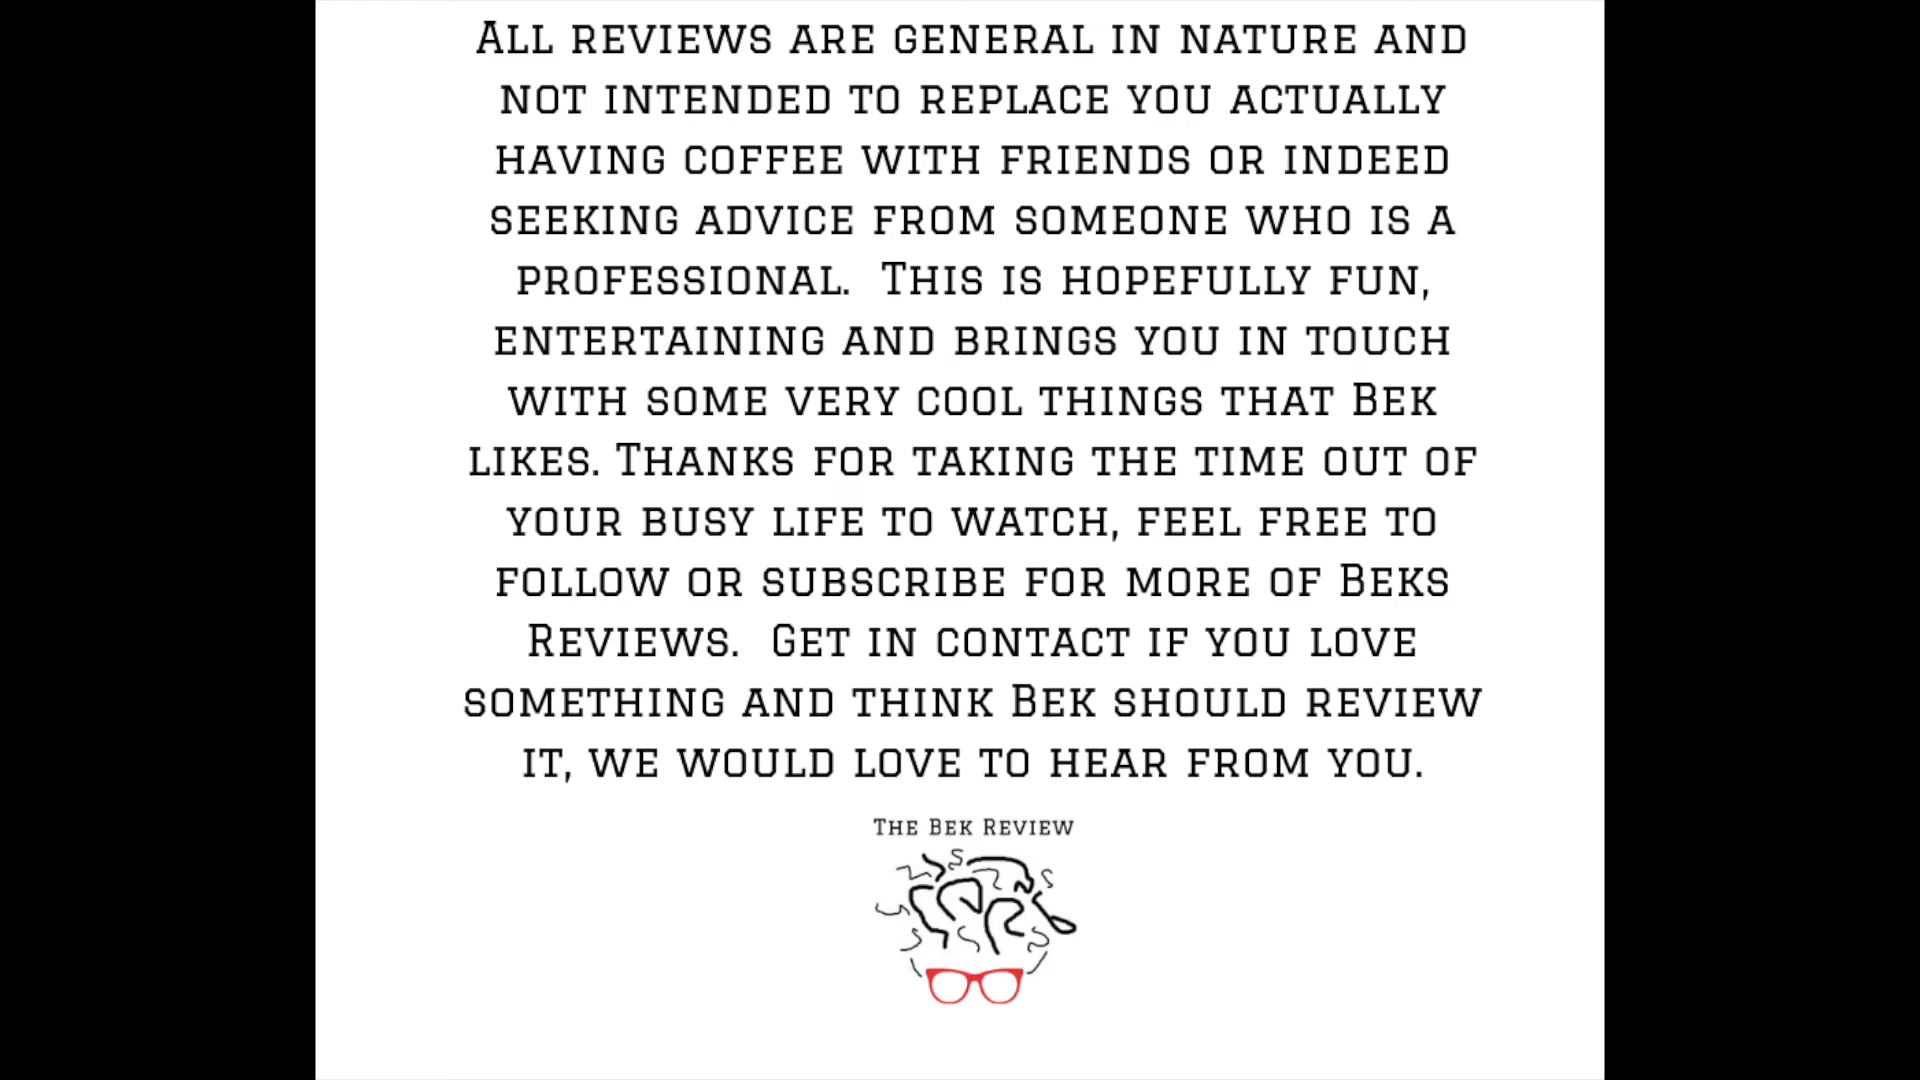 All reviews are general in nature and
not intended to replace you actually
having coffee with friends or indeed
seeking advice from someone who is a
professional.  This is hopefully fun,
entertaining and brings you in touch
with some very cool things that Bek
likes. Thanks for taking the time out of
your busy life to watch, feel free to
follow or subscribe for more of Beks
Reviews.  Get in contact if you love
something and think Bek should review
it, we would love to hear from you.
The Bek Review